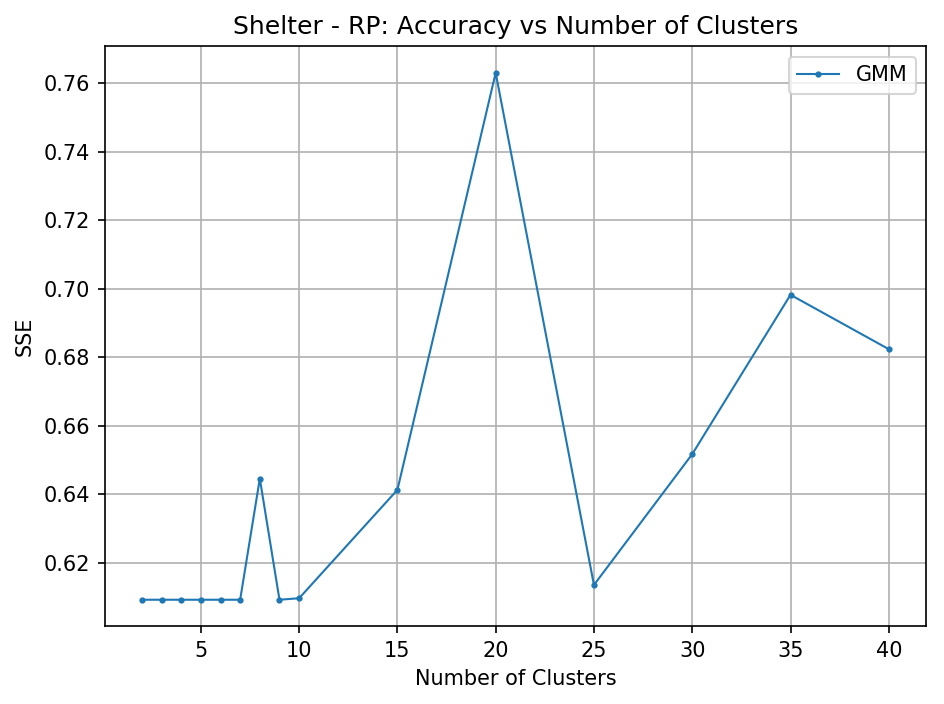 Shelter - RP: Accuracy vs Number of Clusters
GMM
0.76
0.74
0.72
0.70
0.68
0.66
0.64
0.62
SSE
5 10 15 20 25 30 35 40
Number of Clusters